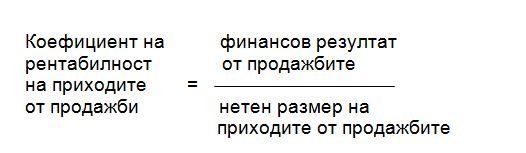 Коефициент на
рентабилност
на приходите
от продажби
=
финансов резултат
от продажбите
нетен размер на
приходите от продажбите